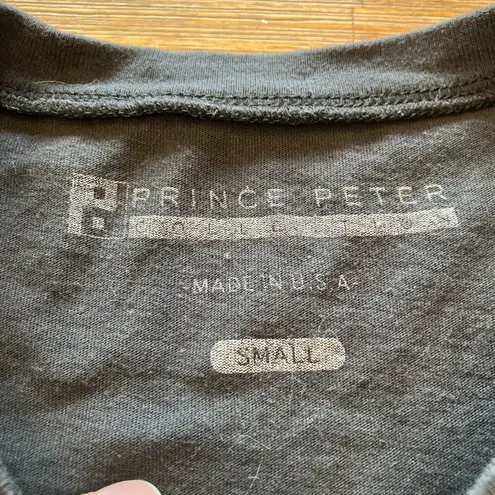 PRINCE PETER
COLLECTION
-MADE IN U.S.A-
SMALL